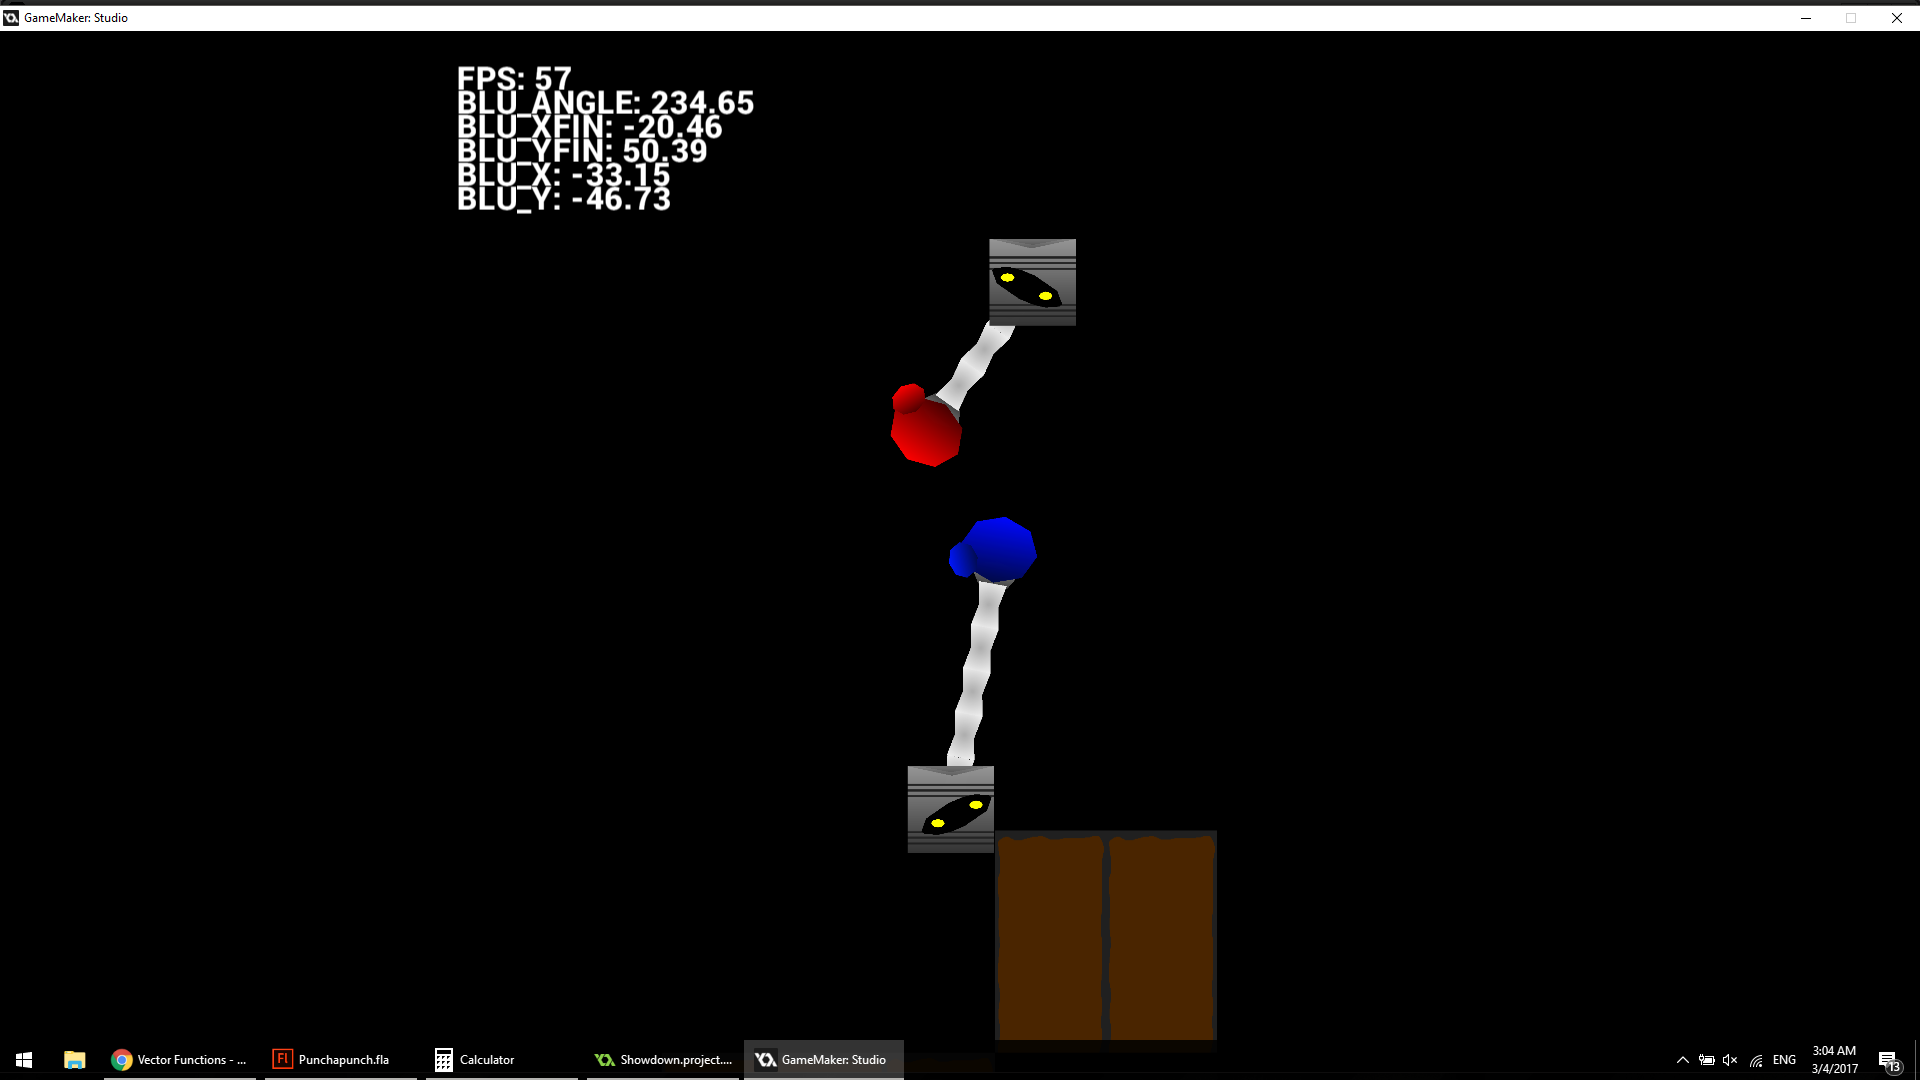 GameMaker: Studio
FPS: 57
BLU_ANGLE: 234.65
BLU_XFIN: -20.46
BLU_YFIN: 50.39
BLU_X: -33.15
BLU_Y: -46.73
Vector Functions - ...
Fl
Punchapunch.fla
Calculator
Showdown.project....
GameMaker: Studio
ENG
3:04 AM
3/4/2017
13